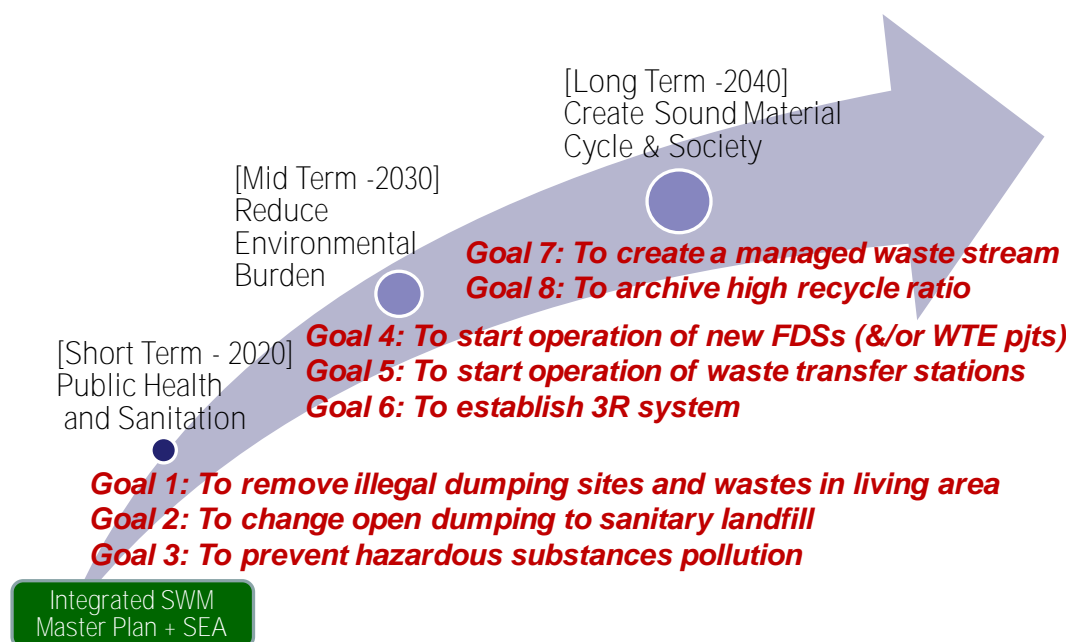 [Long Term -2040]
Create Sound Material
Cycle & Society
[Mid Term -2030]
Reduce
Environmental
Burden
Goal 7: To create a managed waste stream
Goal 8: To archive high recycle ratio
[Short Term - 2020]
Public Health
and Sanitation
Goal 4: To start operation of new FDSs (&/or WTE pjts)
Goal 5: To start operation of waste transfer stations
Goal 6: To establish 3R system
Goal 1: To remove illegal dumping sites and wastes in living area
Goal 2: To change open dumping to sanitary landfill
Goal 3: To prevent hazardous substances pollution
Integrated SWM
Master Plan + SEA